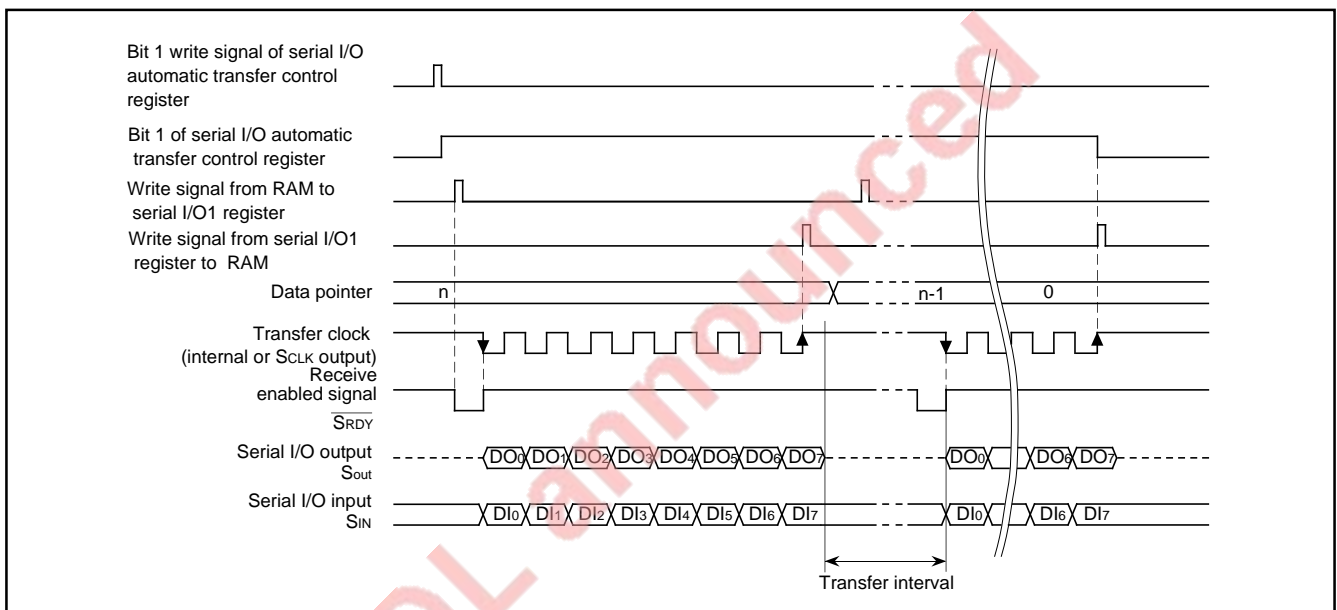 Bit 1 write signal of serial I/O
automatic transfer control
register
Bit 1 of serial I/O automatic
transfer control register
Write signal from RAM to
serial I/O1 register
Write signal from serial I/O1
register to RAM
Data pointer n n-1 0
Transfer clock
(internal or SCLK output)
Receive
enabled signal
SRDY
Serial I/O output
Sout
DO0 DO1 DO2 DO3 DO4 DO5 DO6 DO7 DO0 DO6 DO7
Serial I/O input
SIN
DI0 DI1 DI2 DI3 DI4 DI5 DI6 DI7 DI0 DI6 DI7
Transfer interval
OL announced